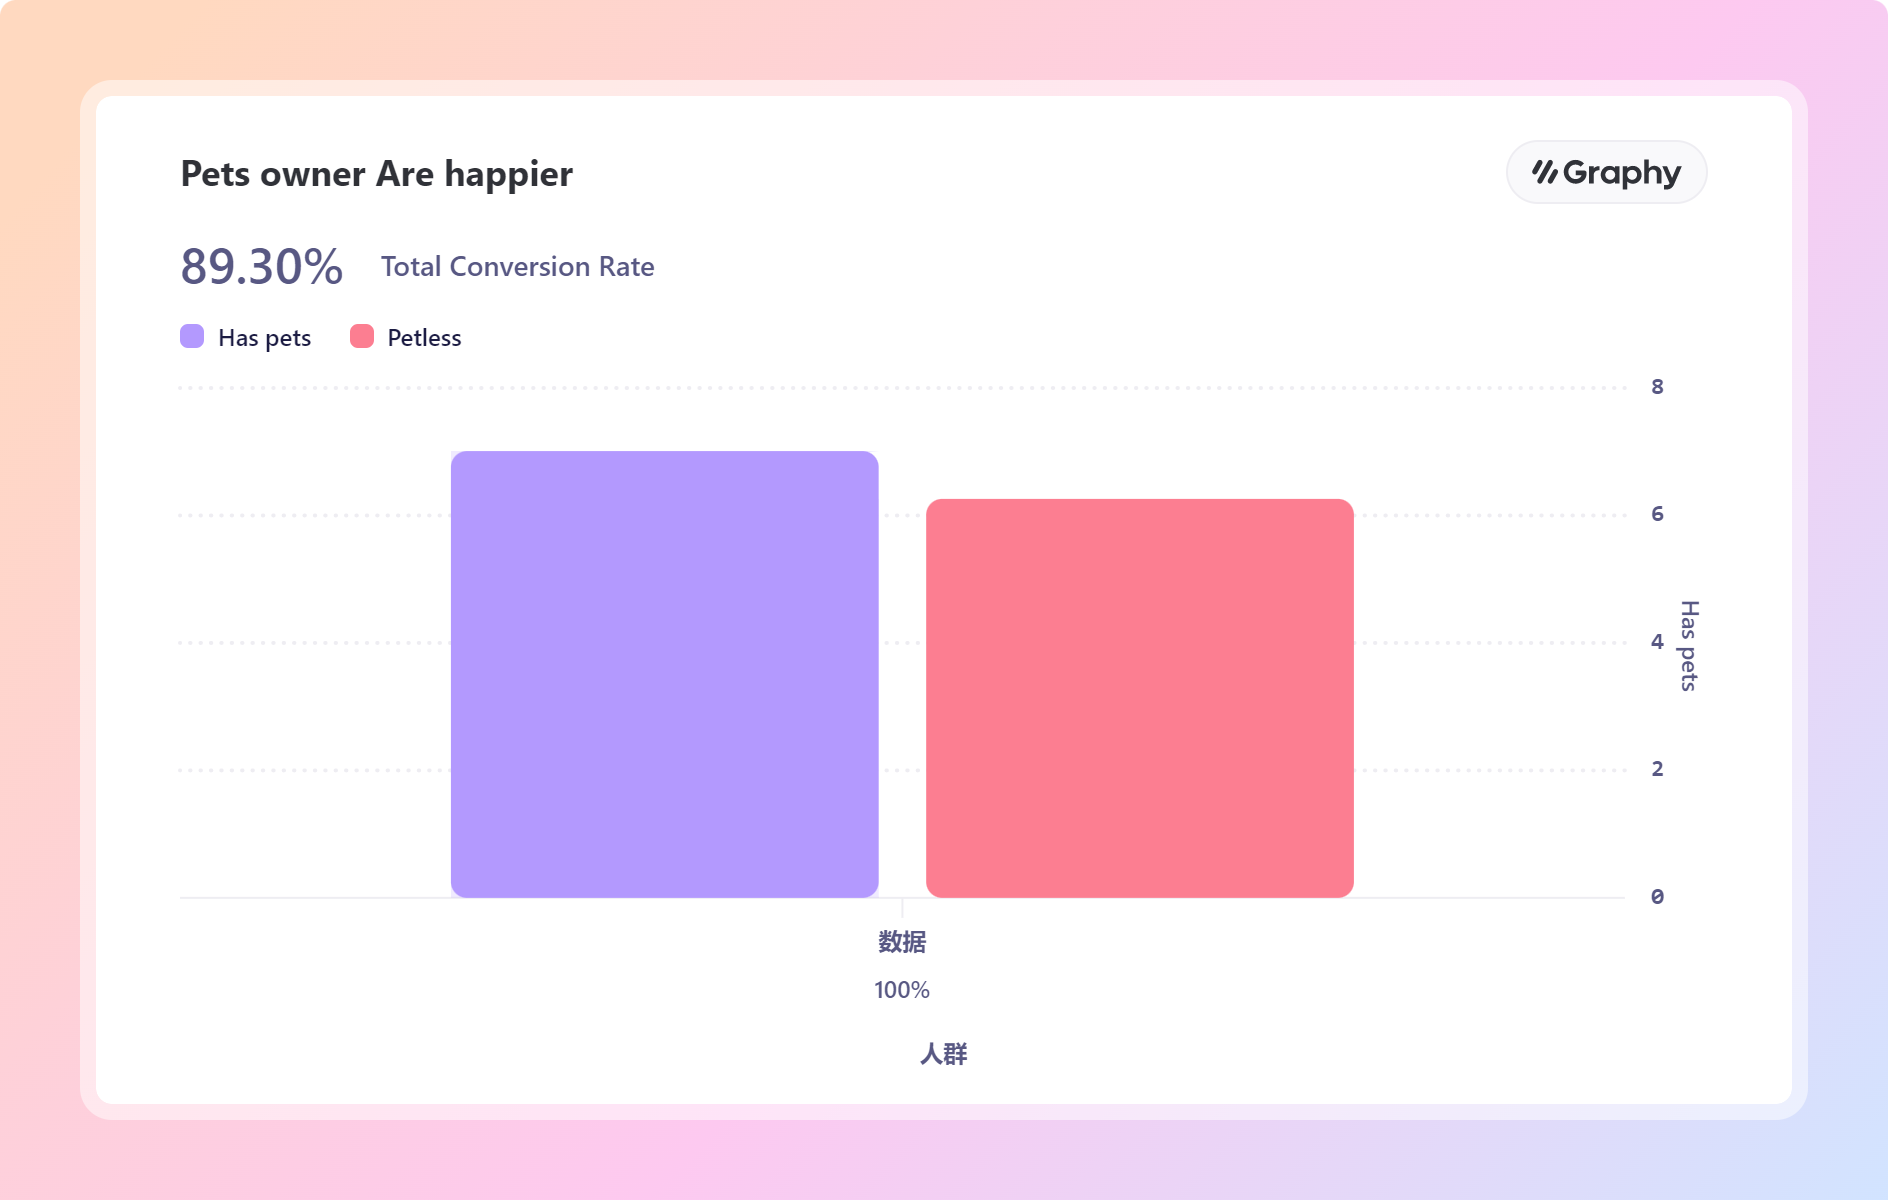 Pets owner Are happier
Graphy
89.30% Total Conversion Rate
Has pets Petless
8
6
4
2
0
Has pets
数据
100%
人群